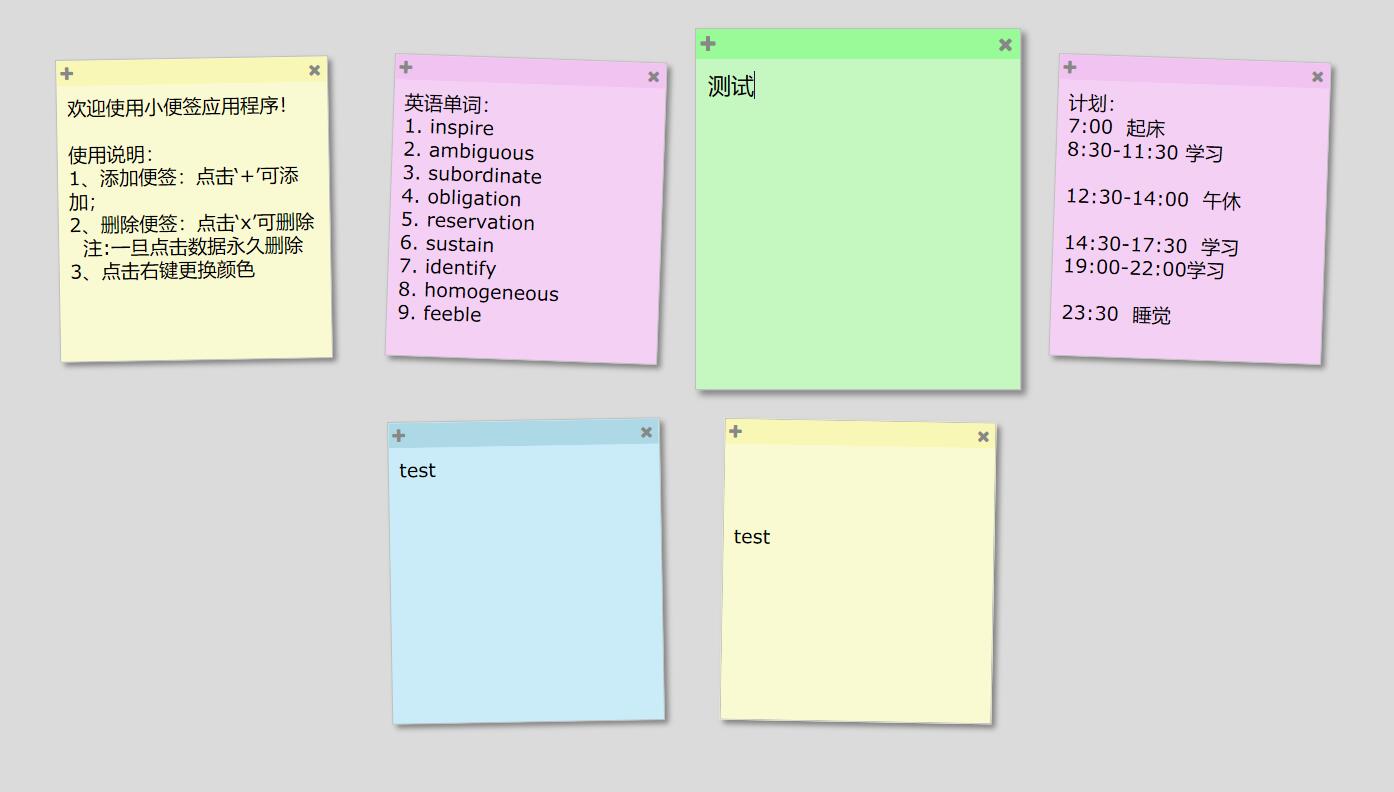 欢迎使用小便签应用程序！
使用说明：
1、添加便签：点击‘+’可添
加；
2、删除便签：点击‘x’可删除
注:一旦点击数据永久删除
3、点击右键更换颜色
英语单词：
1. inspire
2. ambiguous
3. subordinate
4. obligation
5. reservation
6. sustain
7. identify
8. homogeneous
9. feeble
测试
计划：
7:00 起床
8:30-11:30 学习
12:30-14:00 午休
14:30-17:30 学习
19:00-22:00学习
23:30 睡觉
test
test